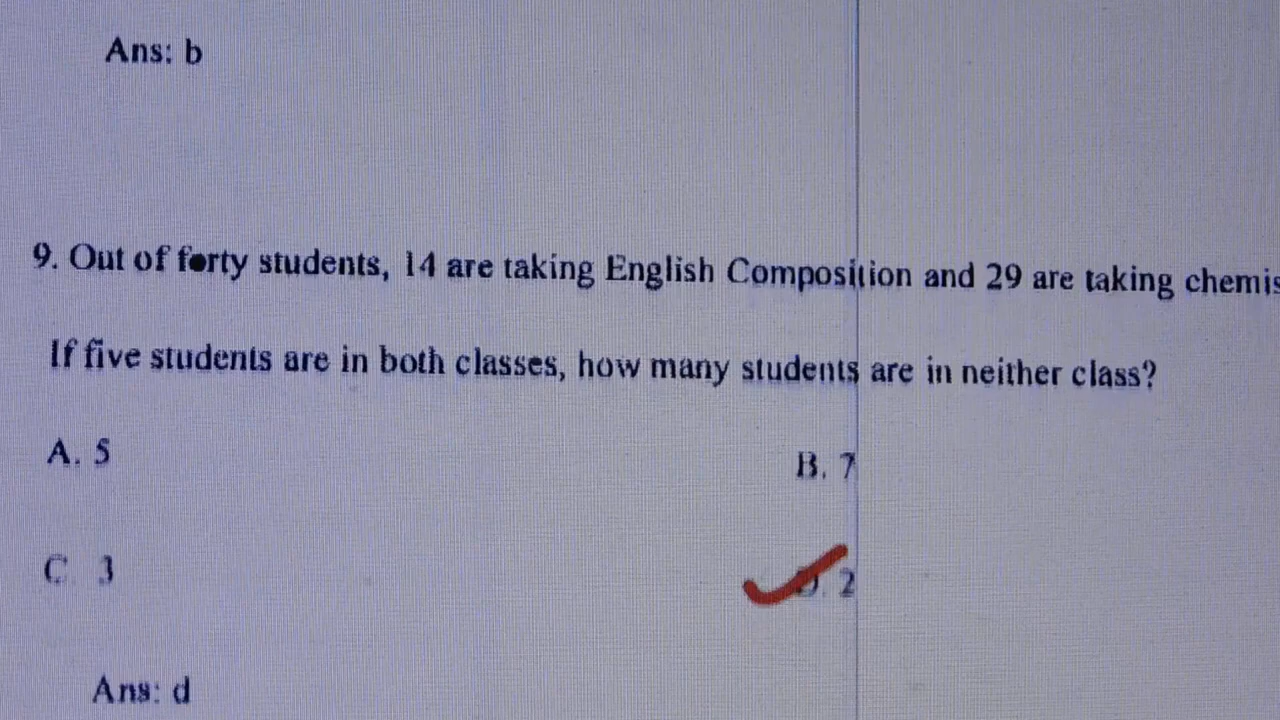 Ans: b
9. Out of forty students, 14 are taking English Composition and 29 are taking
If five students are in both classes, how many students are in neither class?
A. 5
B. 7
C 3
D. 2
Ans: d